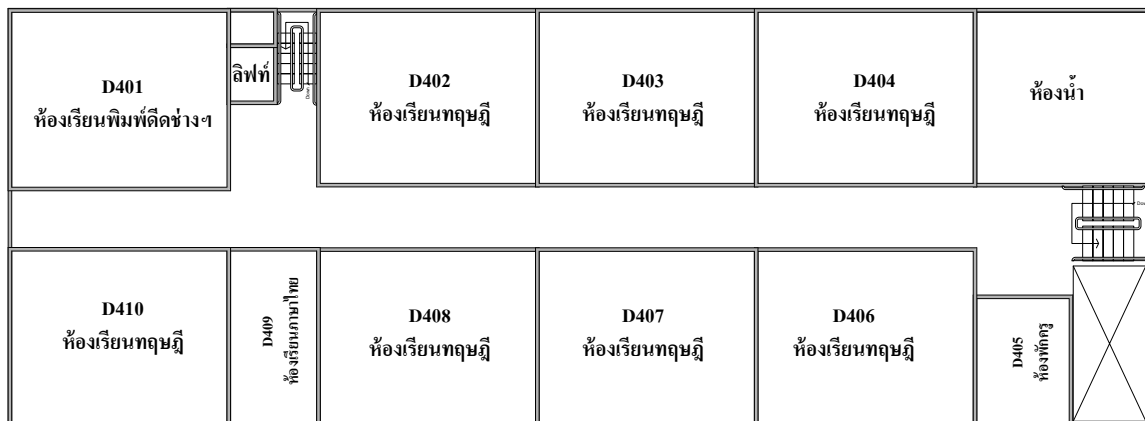 D401
ห้องเรียนพิมพ์ดีดช่างฯ
ลิฟท์
Down
D402
ห้องเรียนทฤษฎี
D403
ห้องเรียนทฤษฎี
D404
ห้องเรียนทฤษฎี
ห้องน้ำ
D410
ห้องเรียนทฤษฎี
D409
ห้องเรียนภาษาไทย
D408
ห้องเรียนทฤษฎี
D407
ห้องเรียนทฤษฎี
D406
ห้องเรียนทฤษฎี
D405
ห้องพักครู